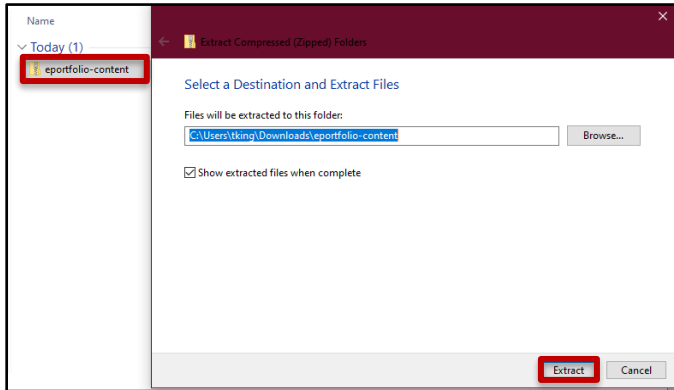 Name
Today (1)
eportfolio-content
Extract Compressed (Zipped) Folders
Select a Destination and Extract Files
Files will be extracted to this folder:
C:\Users\tking\Downloads\eportfolio-content
Browse...
Show extracted files when complete
Extract Cancel